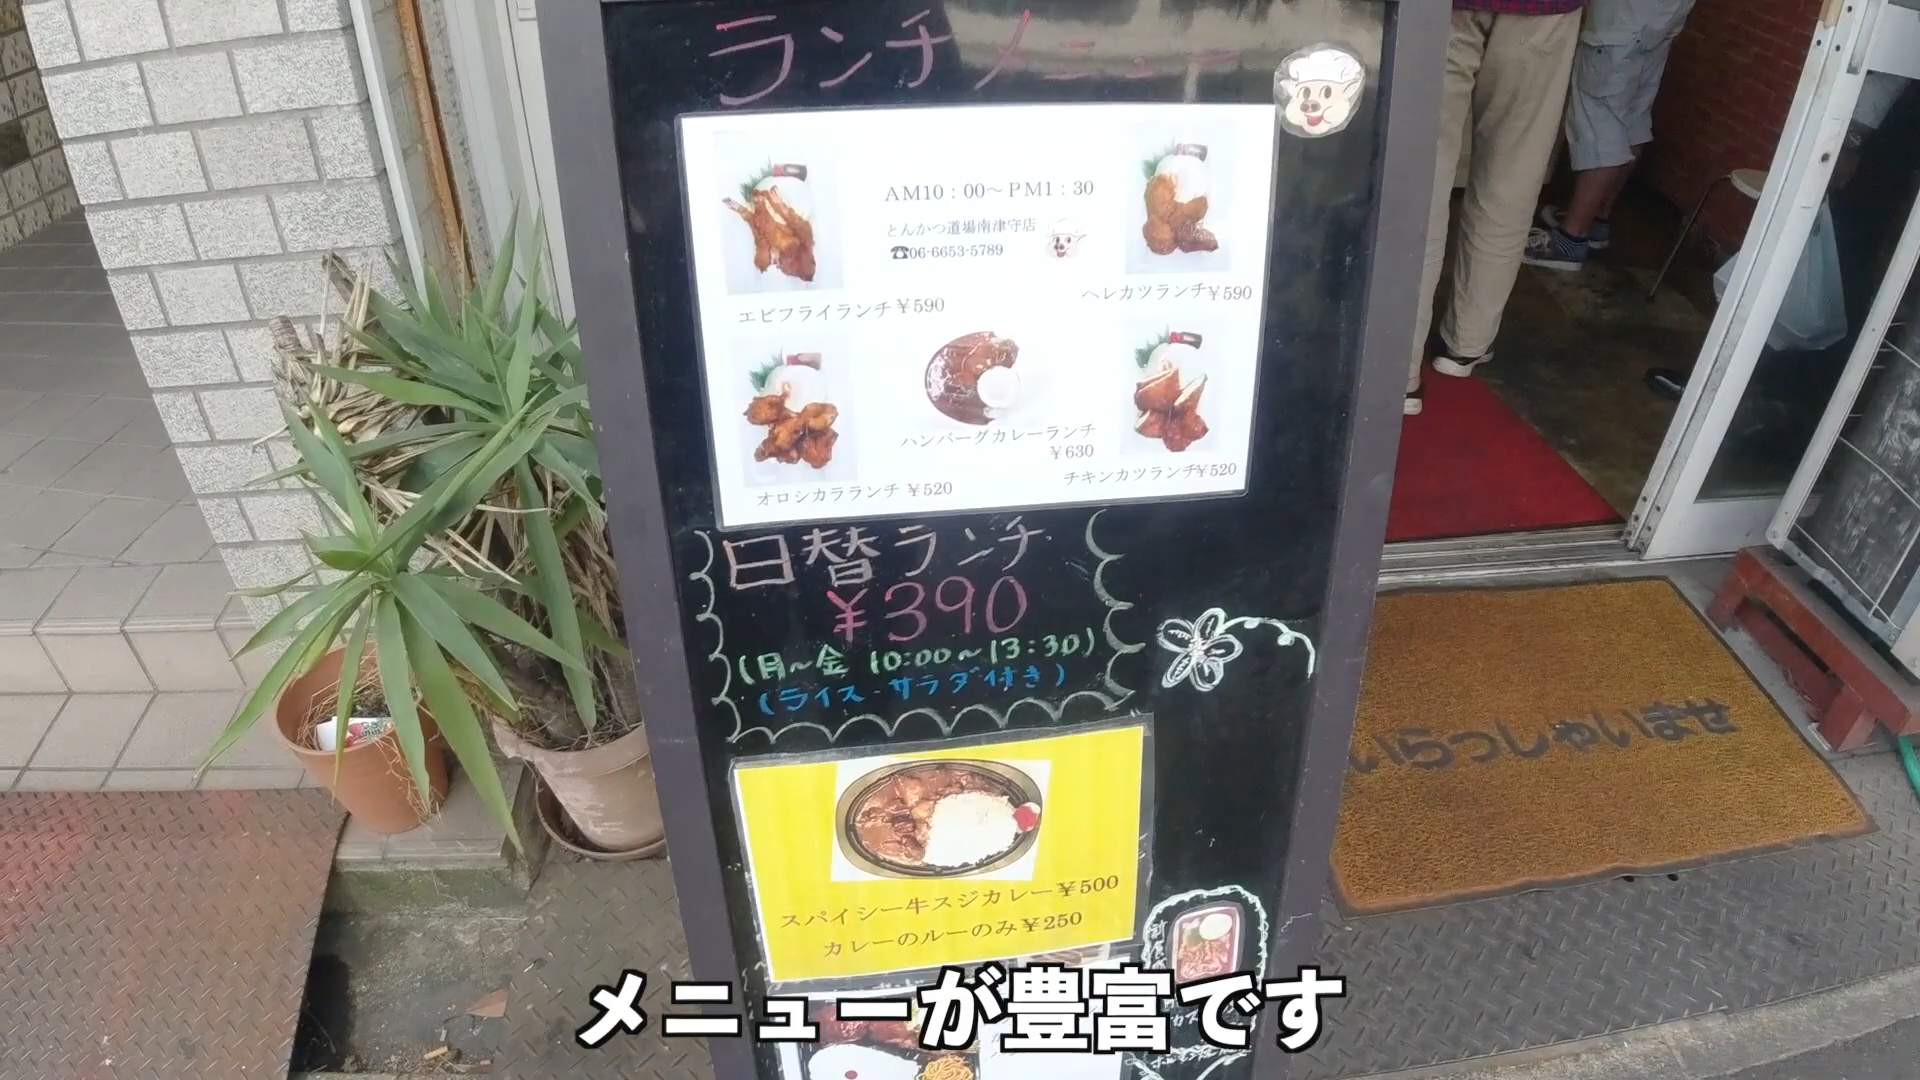 ランチメニュー
AM10:00～PM1:30
とんかつ道場南津守店
☎06-6653-5789
エビフライランチ¥590
ヘレカツランチ¥590
ハンバーグカレーランチ
¥630
オロシカラランチ ¥520
チキンカツランチ¥520
日替ランチ
¥390
(月～金 10:00～13:30)
(ライス・サラダ付き)
いらっしゃいませ
スパイシー牛スジカレー¥500
カレーのルーのみ¥250
メニューが豊富です